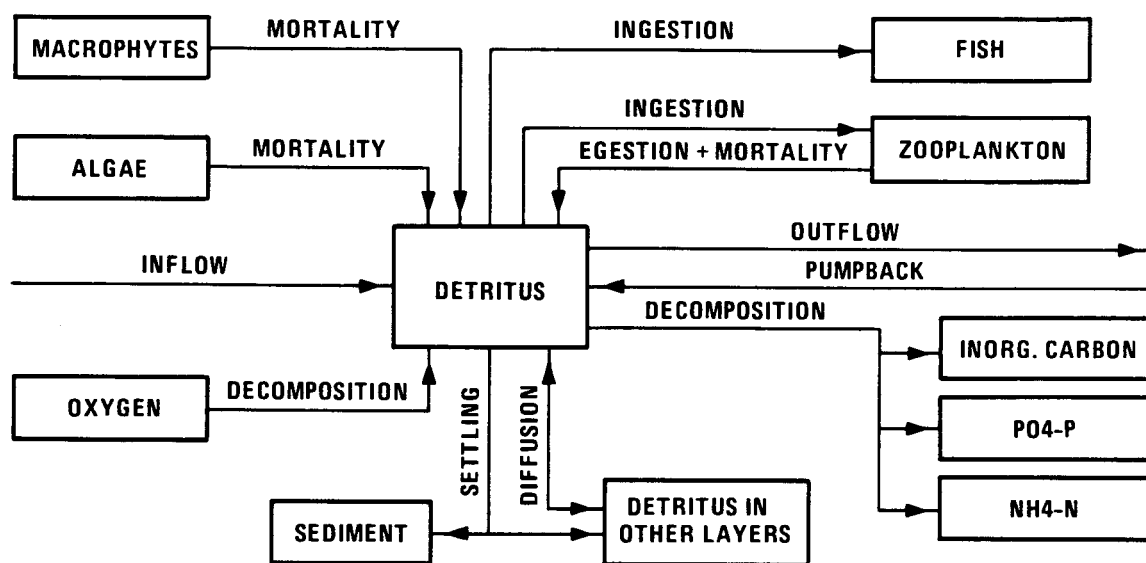 MORTALITY
INGESTION
MACROPHYTES
FISH
INGESTION
MORTALITY
EGESTION + MORTALITY
ZOOPLANKTON
ALGAE
OUTFLOW
INFLOW
PUMPBACK
DETRITUS
DECOMPOSITION
INORG. CARBON
DECOMPOSITION
OXYGEN
SETTLING
DIFFUSION
PO4-P
SEDIMENT
DETRITUS IN
OTHER LAYERS
NH4-N